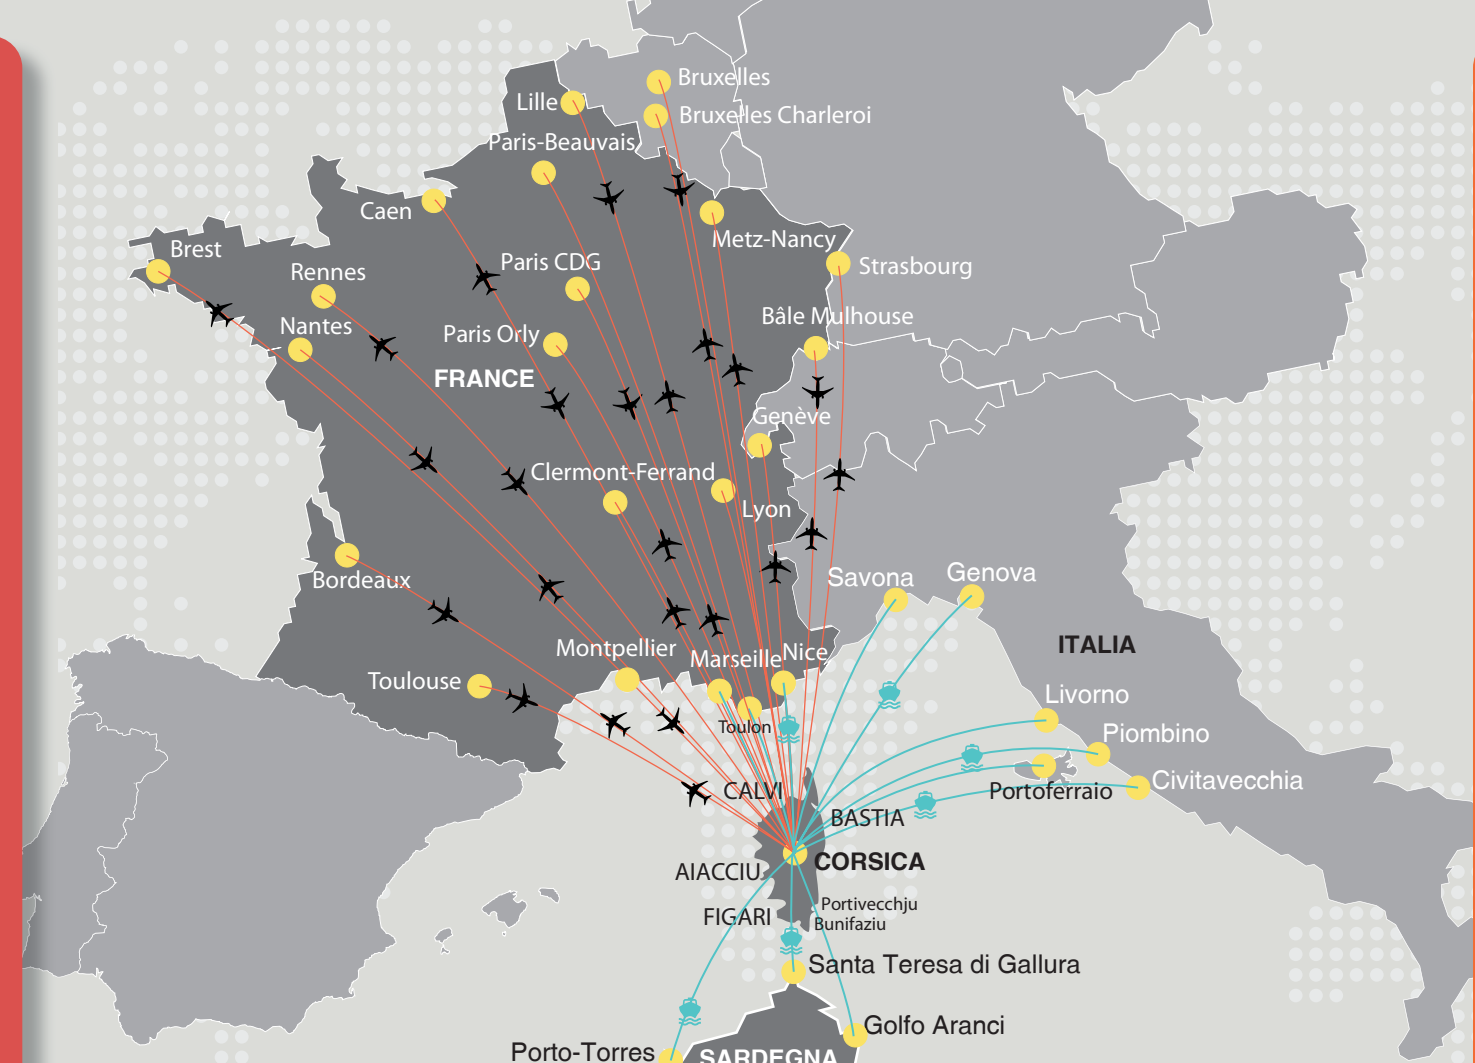 Bruxelles
Lille
Bruxelles Charleroi
Paris-Beauvais
Caen
Metz-Nancy
Brest
Paris CDG
Strasbourg
Rennes
Bâle Mulhouse
Nantes
Paris Orly
FRANCE
Genève
Clermont-Ferrand
Lyon
Bordeaux
Savona
Genova
Montpellier
Marseille
Nice
ITALIA
Toulouse
Livorno
Toulon
Piombino
Civitavecchia
CALVI
Portoferraio
BASTIA
CORSICA
AIACCIU
Portivecchju
FIGARI
Bunifaziu
Santa Teresa di Gallura
Golfo Aranci
Porto-Torres
SARDEGNA